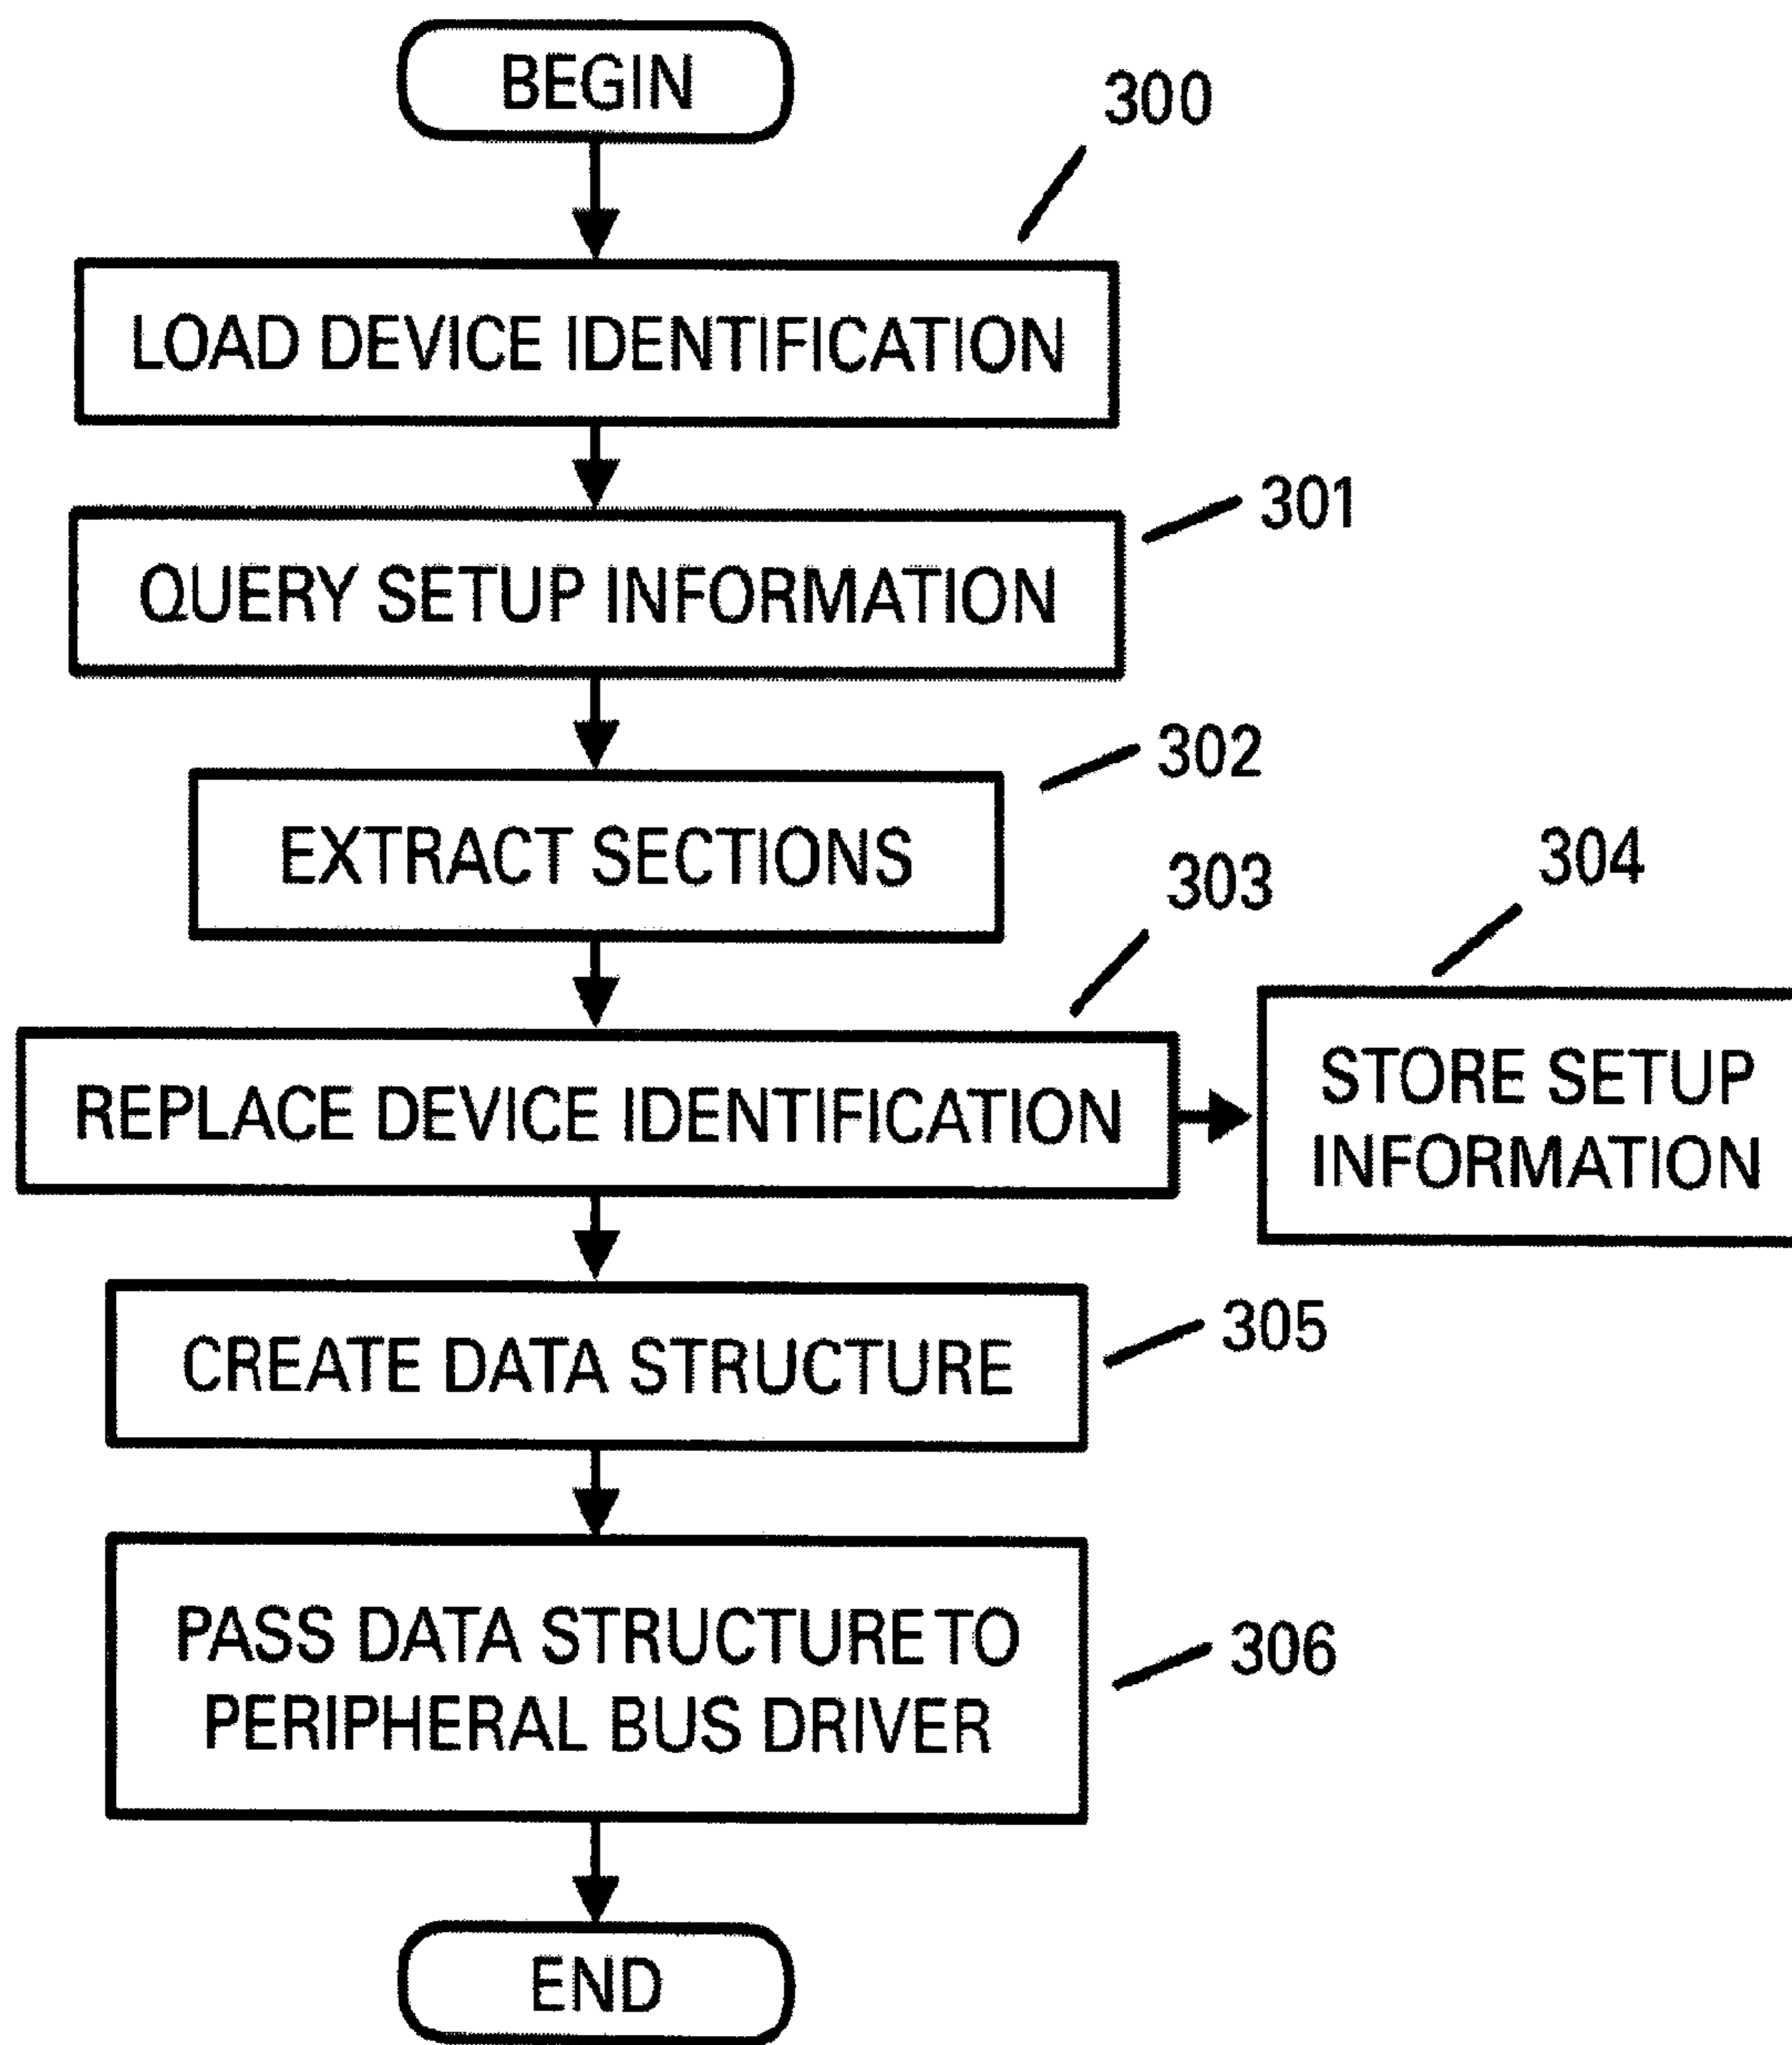 BEGIN
300
LOAD DEVICE IDENTIFICATION
301
QUERY SETUP INFORMATION
302
EXTRACT SECTIONS
303
304
REPLACE DEVICE IDENTIFICATION
STORE SETUP
INFORMATION
305
CREATE DATA STRUCTURE
306
PASS DATA STRUCTURE TO
PERIPHERAL BUS DRIVER
END